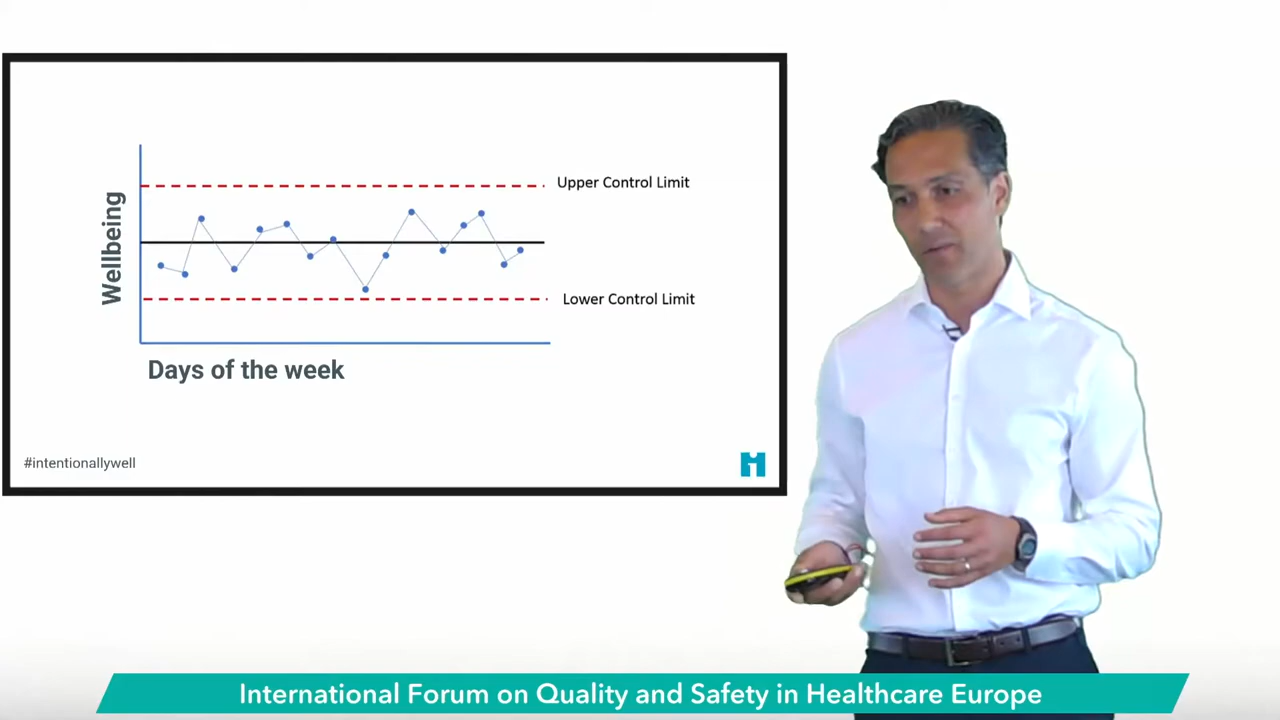 Upper Control Limit
Wellbeing
Lower Control Limit
Days of the week
#intentionallywell
International Forum on Quality and Safety in Healthcare Europe